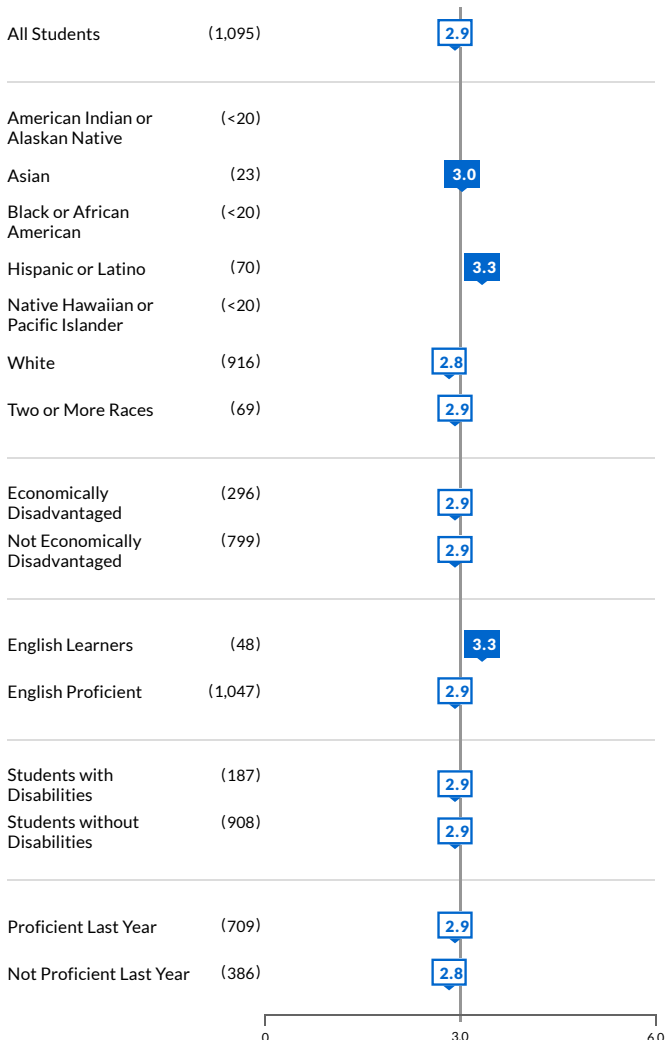 All Students (1,095) 2.9
American Indian or (<20)
Alaskan Native
Asian (23) 3.0
Black or African (<20)
American
Hispanic or Latino (70) 3.3
Native Hawaiian or (<20)
Pacific Islander
White (916) 2.8
Two or More Races (69) 2.9
Economically (296) 2.9
Disadvantaged
Not Economically (799) 2.9
Disadvantaged
English Learners (48) 3.3
English Proficient (1,047) 2.9
Students with (187) 2.9
Disabilities
Students without (908) 2.9
Disabilities
Proficient Last Year (709) 2.9
Not Proficient Last Year (386) 2.8
0 3.0 6.0